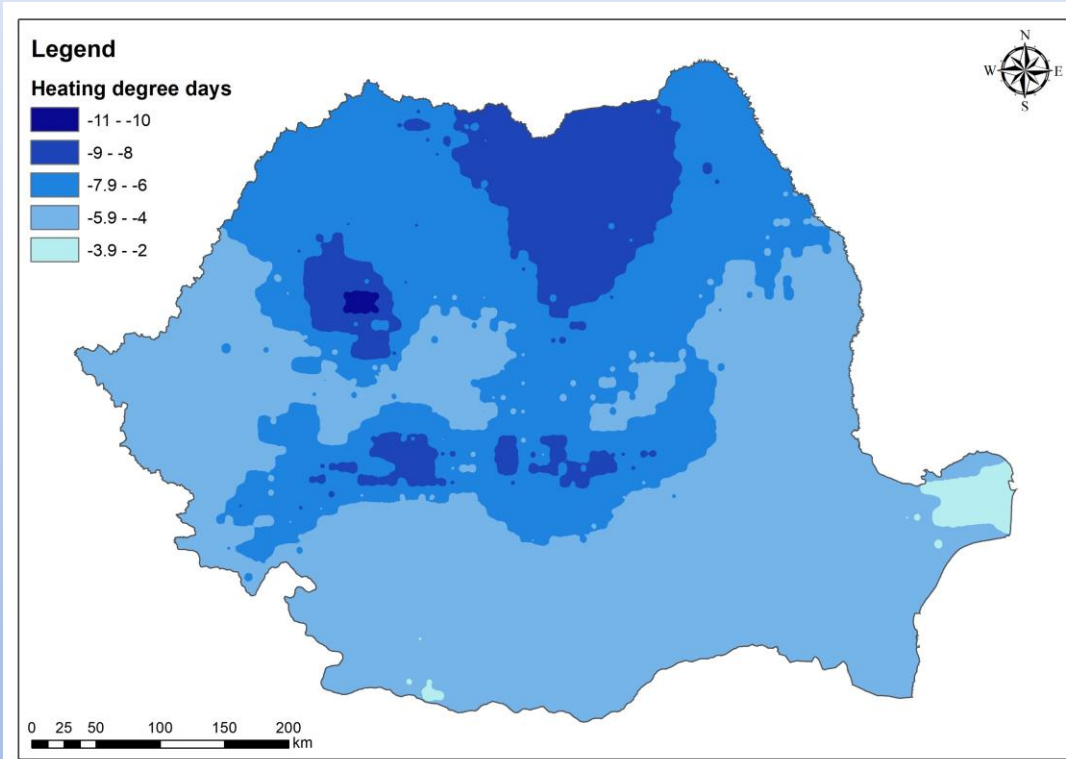 Legend
Heating degree days
-11 - -10
-9 - -8
-7.9 - -6
-5.9 - -4
-3.9 - -2
N
W E
S
0 25 50 100 150 200
km